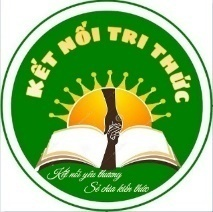 KẾT NỐI TRI THỨC
Kết nối yêu thương
Sẻ chia kiến thức